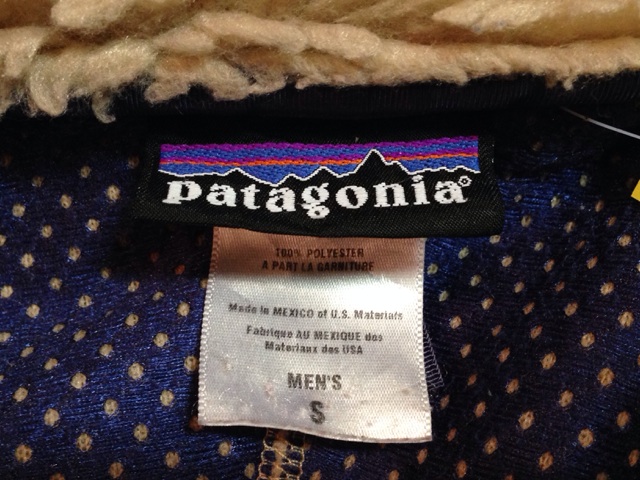 patagonia®
100% POLYESTER
A PART LA GARNITURE
Made in MEXICO of U.S. Materials
Fabrique AU MEXIQUE des
Materiaux des USA
MEN'S
S